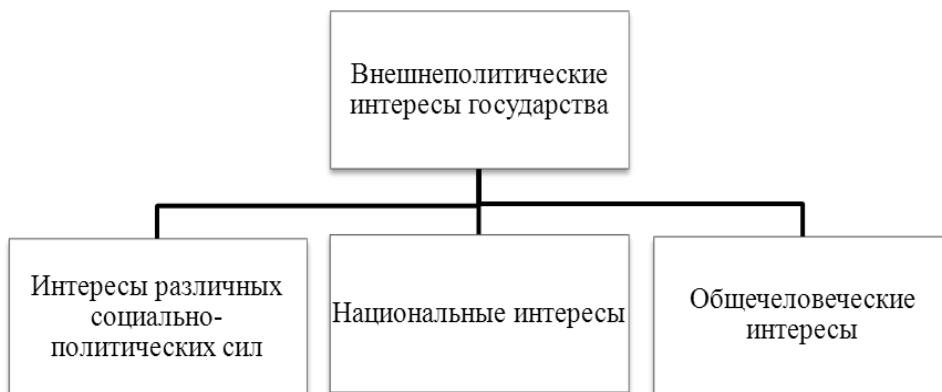 Внешнеполитические
интересы государства
Интересы различных
социально-
политических сил
Национальные интересы
Общечеловеческие
интересы